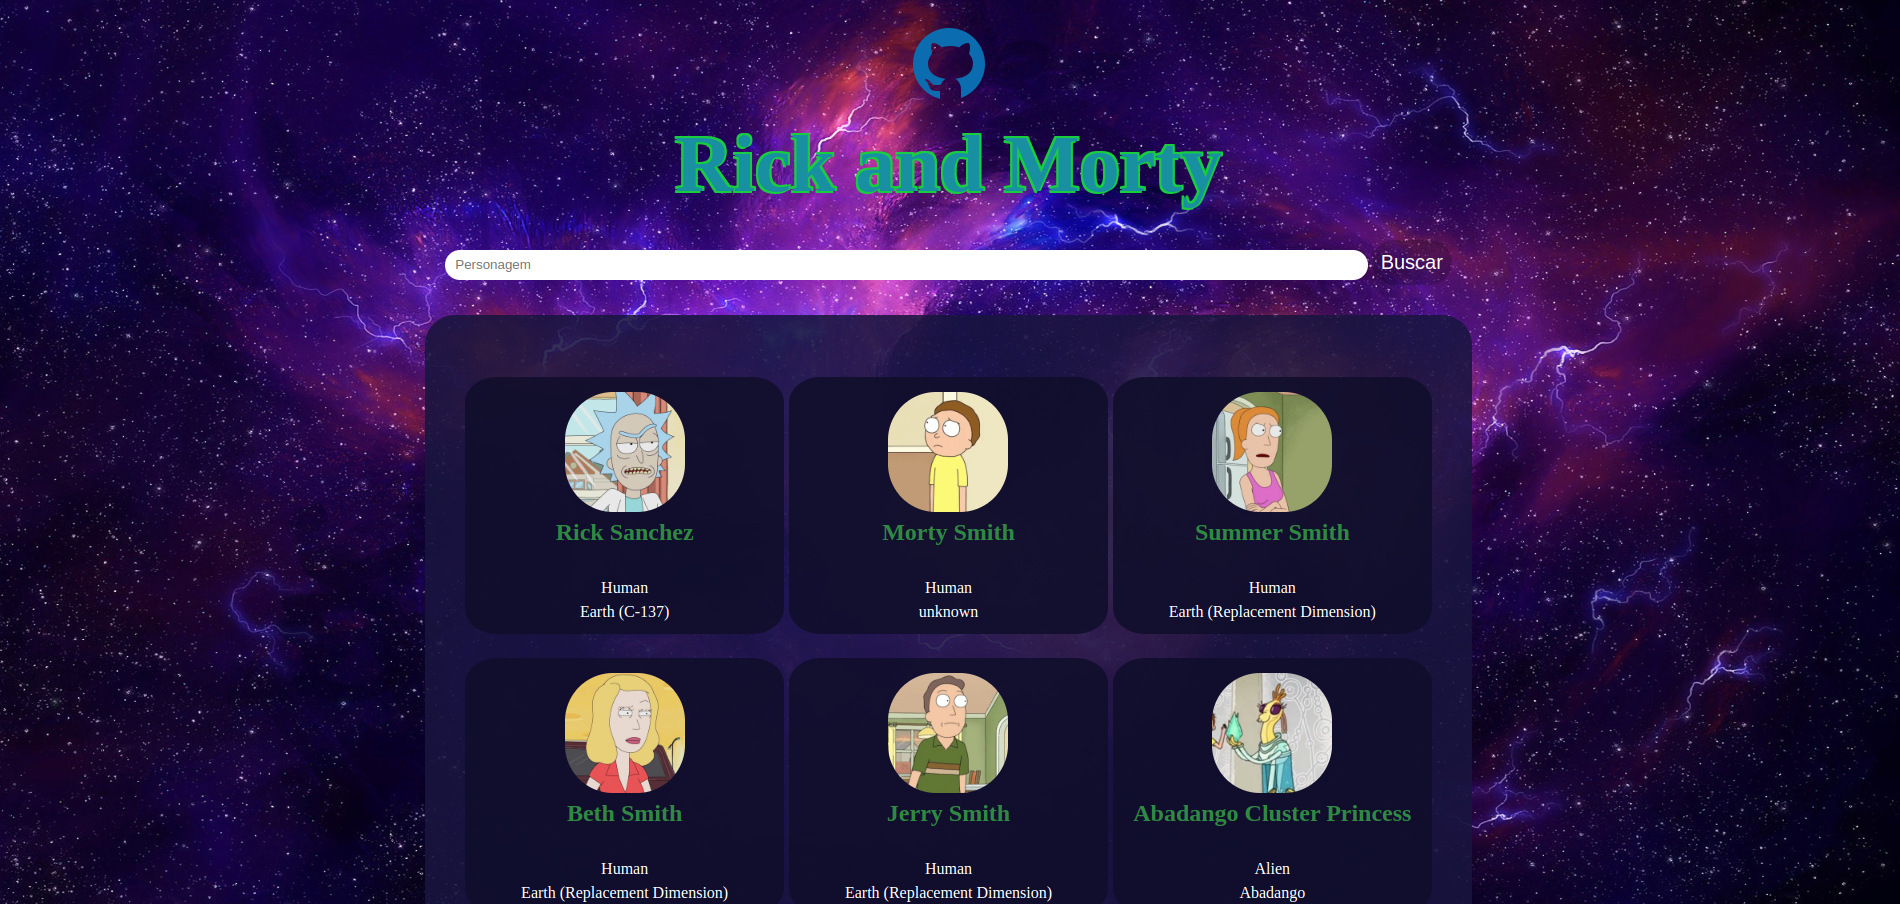 Rick and Morty
Personagem
Buscar
Rick Sanchez
Human
Earth (C-137)
Morty Smith
Human
unknown
Summer Smith
Human
Earth (Replacement Dimension)
Beth Smith
Human
Earth (Replacement Dimension)
Jerry Smith
Human
Earth (Replacement Dimension)
Abadango Cluster Princess
Alien
Abadango